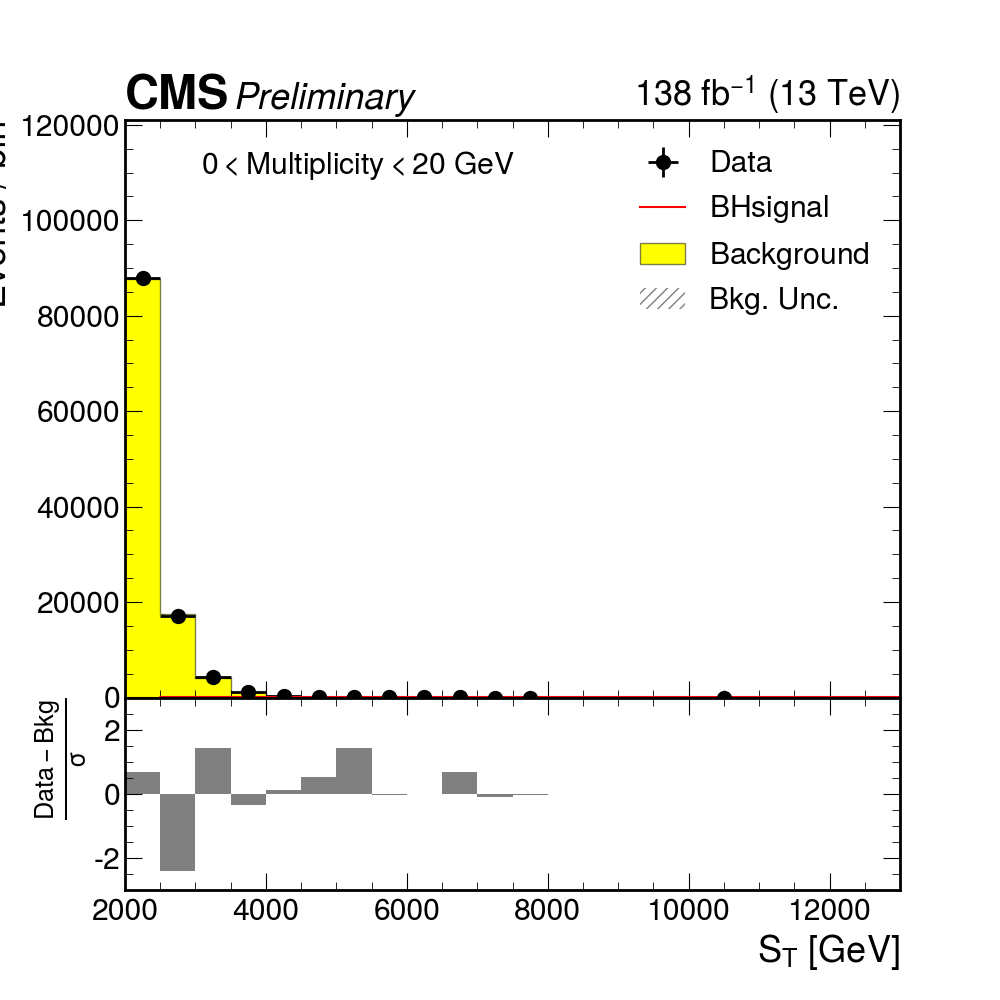 CMS Preliminary 138 fb⁻¹ (13 TeV)
0 < Multiplicity < 20 GeV
Data
BHsignal
Background
Bkg. Unc.
120000
100000
80000
60000
40000
20000
0
Data – Bkg
σ
2
0
-2
2000 4000 6000 8000 10000 12000
S_T [GeV]